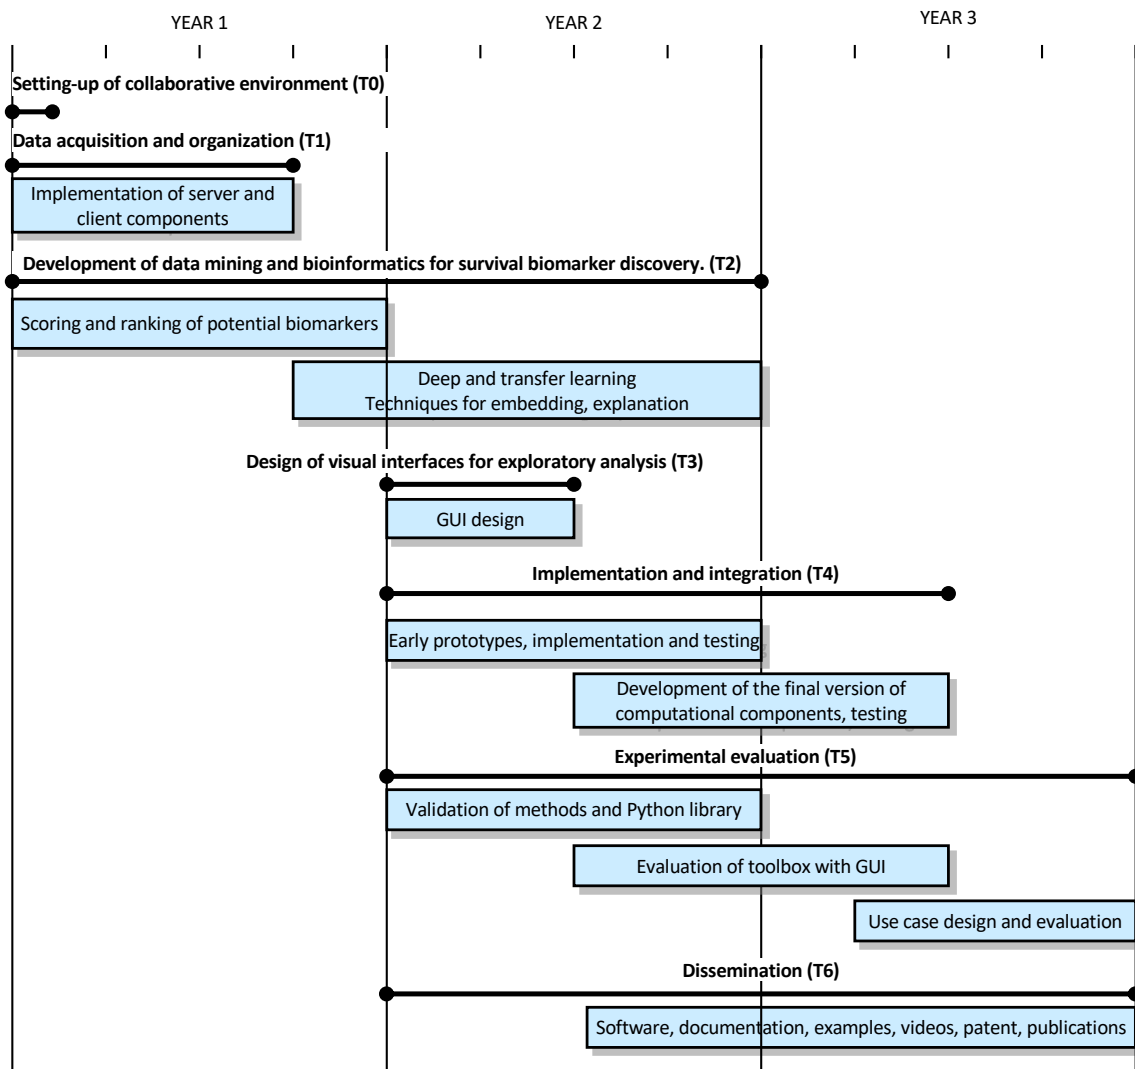 YEAR 1
YEAR 2
YEAR 3
Setting-up of collaborative environment (T0)
Data acquisition and organization (T1)
Implementation of server and
client components
Development of data mining and bioinformatics for survival biomarker discovery. (T2)
Scoring and ranking of potential biomarkers
Deep and transfer learning
Techniques for embedding, explanation
Design of visual interfaces for exploratory analysis (T3)
GUI design
Implementation and integration (T4)
Early prototypes, implementation and testing
Development of the final version of
computational components, testing
Experimental evaluation (T5)
Validation of methods and Python library
Evaluation of toolbox with GUI
Use case design and evaluation
Dissemination (T6)
Software, documentation, examples, videos, patent, publications